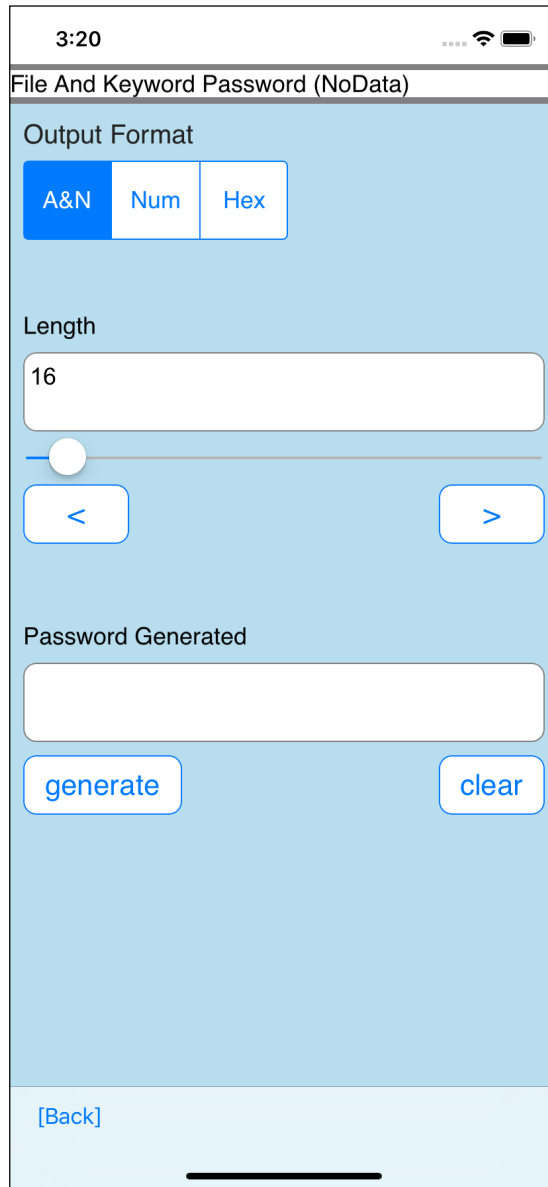 3:20
File And Keyword Password (NoData)
Output Format
A&N Num Hex
Length
16
< >
Password Generated
generate clear
[Back]